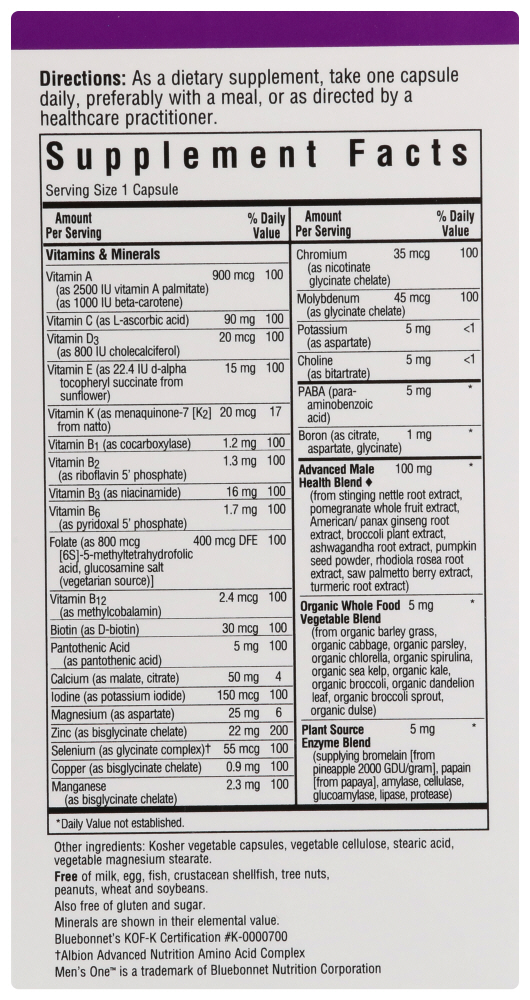 Directions: As a dietary supplement, take one capsule
daily, preferably with a meal, or as directed by a
healthcare practitioner.
Supplement Facts
Serving Size 1 Capsule
Amount % Daily
Per Serving Value
Vitamins & Minerals
Vitamin A 900 mcg 100
(as 2500 IU vitamin A palmitate)
(as 1000 IU beta-carotene)
Vitamin C (as L-ascorbic acid) 90 mg 100
Vitamin D3 20 mcg 100
(as 800 IU cholecalciferol)
Vitamin E (as 22.4 IU d-alpha 15 mg 100
tocopheryl succinate from
sunflower)
Vitamin K (as menaquinone-7 [K2] 20 mcg 17
from natto)
Vitamin B1 (as cocarboxylase) 1.2 mg 100
Vitamin B2 1.3 mg 100
(as riboflavin 5' phosphate)
Vitamin B3 (as niacinamide) 16 mg 100
Vitamin B6 1.7 mg 100
(as pyridoxal 5' phosphate)
Folate (as 800 mcg 400 mcg DFE 100
[6S]-5-methyltetrahydrofolic
acid, glucosamine salt
(vegetarian source)]
Vitamin B12 2.4 mcg 100
(as methylcobalamin)
Biotin (as D-biotin) 30 mcg 100
Pantothenic Acid 5 mg 100
(as pantothenic acid)
Calcium (as malate, citrate) 50 mg 4
Iodine (as potassium iodide) 150 mcg 100
Magnesium (as aspartate) 25 mg 6
Zinc (as bisglycinate chelate) 22 mg 200
Selenium (as glycinate complex)† 55 mcg 100
Copper (as bisglycinate chelate) 0.9 mg 100
Manganese 2.3 mg 100
(as bisglycinate chelate)
Amount % Daily
Per Serving Value
Chromium 35 mcg 100
(as nicotinate
glycinate chelate)
Molybdenum 45 mcg 100
(as glycinate chelate)
Potassium 5 mg <1
(as aspartate)
Choline 5 mg <1
(as bitartrate)
PABA (para- 5 mg *
aminobenzoic
acid)
Boron (as citrate, 1 mg *
aspartate, glycinate)
Advanced Male 100 mg *
Health Blend ♦
(from stinging nettle root extract,
pomegranate whole fruit extract,
American/ panax ginseng root
extract, broccoli plant extract,
ashwagandha root extract, pumpkin
seed powder, rhodiola rosea root
extract, saw palmetto berry extract,
turmeric root extract)
Organic Whole Food 5 mg *
Vegetable Blend
(from organic barley grass,
organic cabbage, organic parsley,
organic chlorella, organic spirulina,
organic sea kelp, organic kale,
organic broccoli, organic dandelion
leaf, organic broccoli sprout,
organic dulse)
Plant Source 5 mg *
Enzyme Blend
(supplying bromelain [from
pineapple 2000 GDU/gram], papain
[from papaya], amylase, cellulase,
glucoamylase, lipase, protease)
*Daily Value not established.
Other ingredients: Kosher vegetable capsules, vegetable cellulose, stearic acid,
vegetable magnesium stearate.
Free of milk, egg, fish, crustacean shellfish, tree nuts,
peanuts, wheat and soybeans.
Also free of gluten and sugar.
Minerals are shown in their elemental value.
Bluebonnet's KOF-K Certification #K-0000700
†Albion Advanced Nutrition Amino Acid Complex
Men's One™ is a trademark of Bluebonnet Nutrition Corporation